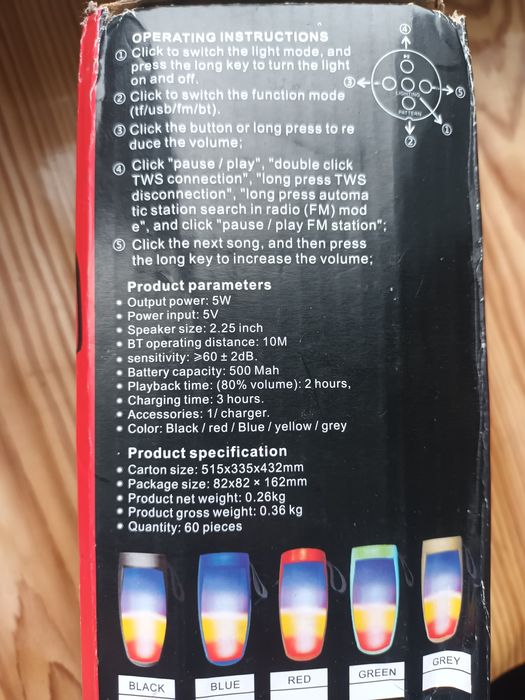 OPERATING INSTRUCTIONS
① Click to switch the light mode, and
press the long key to turn the light
on and off.
② Click to switch the function mode
(tf/usb/fm/bt).
③ Click the button or long press to re
duce the volume;
④ Click "pause / play", "double click
TWS connection", "long press TWS
disconnection", "long press automa
tic station search in radio (FM) mod
e", and click "pause / play FM station";
⑤ Click the next song, and then press
the long key to increase the volume;
④
③
LIGHTING
⑤
PATTERN
①
②
Product parameters
• Output power: 5W
• Power input: 5V
• Speaker size: 2.25 inch
• BT operating distance: 10M
• sensitivity: ≥60 ± 2dB.
• Battery capacity: 500 Mah
• Playback time: (80% volume): 2 hours,
• Charging time: 3 hours.
• Accessories: 1/ charger.
• Color: Black / red / Blue / yellow / grey
• Product specification
• Carton size: 515x335x432mm
• Package size: 82x82 × 162mm
• Product net weight: 0.26kg
• Product gross weight: 0.36 kg
• Quantity: 60 pieces
BLACK
BLUE
RED
GREEN
GREY